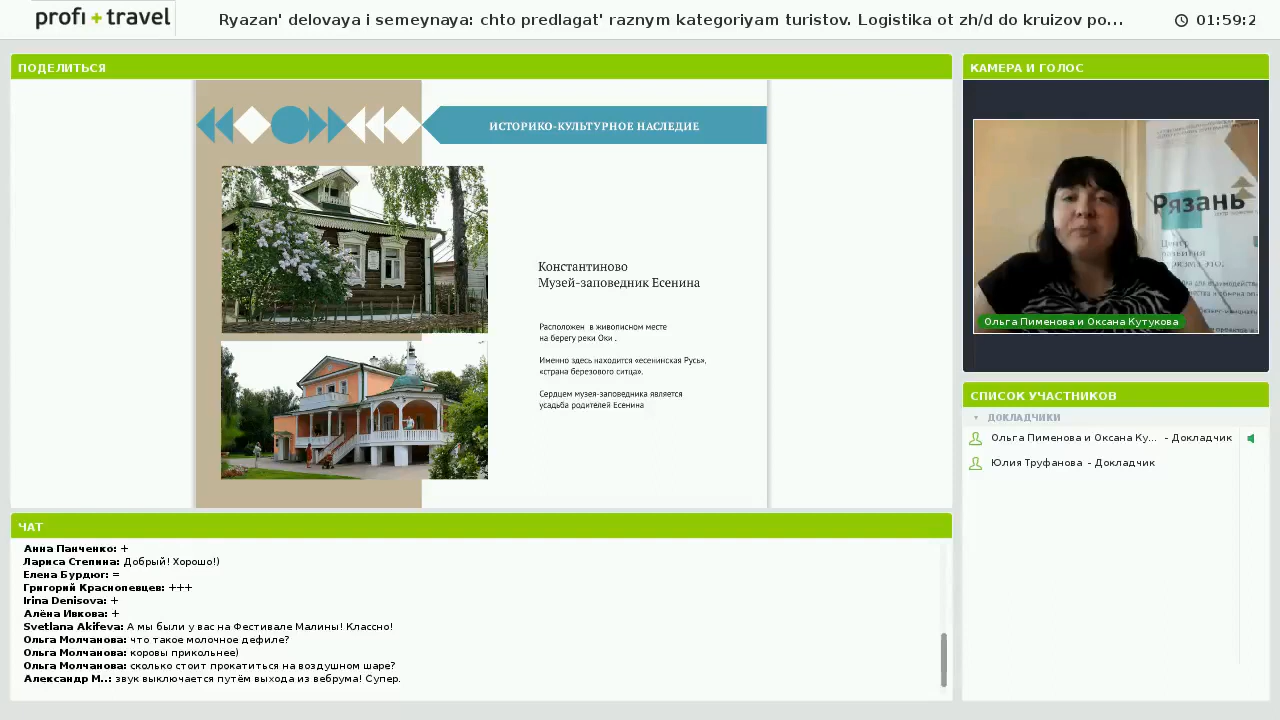 profi + travel
Ryazan' delovaya i semeynaya: chto predlagat' raznym kategoriyam turistov. Logistika ot zh/d do kruizov po...
01:59:2
ПОДЕЛИТЬСЯ
ИСТОРИКО-КУЛЬТУРНОЕ НАСЛЕДИЕ
Константиново
Музей-заповедник Есенина
Расположен в живописном месте
на берегу реки Оки .
Именно здесь находится «есенинская Русь»,
«страна березового ситца».
Сердцем музея-заповедника является
усадьба родителей Есенина
КАМЕРА И ГОЛОС
Рязань
Центр
развития
Ольга Пименова и Оксана Кутукова
СПИСОК УЧАСТНИКОВ
ДОКЛАДЧИКИ
Ольга Пименова и Оксана Ку... - Докладчик
Юлия Труфанова - Докладчик
ЧАТ
Анна Панченко: +
Лариса Степина: Добрый! Хорошо!)
Елена Бурдюг: =
Григорий Краснопевцев: +++
Irina Denisova: +
Алёна Ивкова: +
Svetlana Akifeva: А мы были у вас на Фестивале Малины! Классно!
Ольга Молчанова: что такое молочное дефиле?
Ольга Молчанова: коровы прикольнее)
Ольга Молчанова: сколько стоит прокатиться на воздушном шаре?
Александр М..: звук выключается путём выхода из вебрума! Супер.